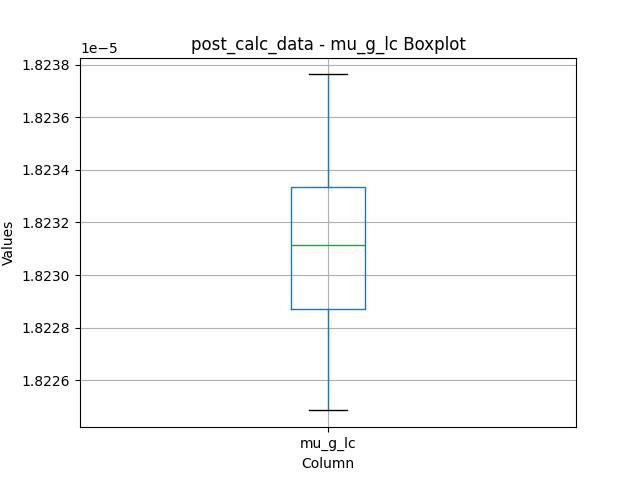 post_calc_data - mu_g_lc Boxplot
1e−5
1.8238
1.8236
1.8234
1.8232
1.8230
1.8228
1.8226
Values
mu_g_lc
Column